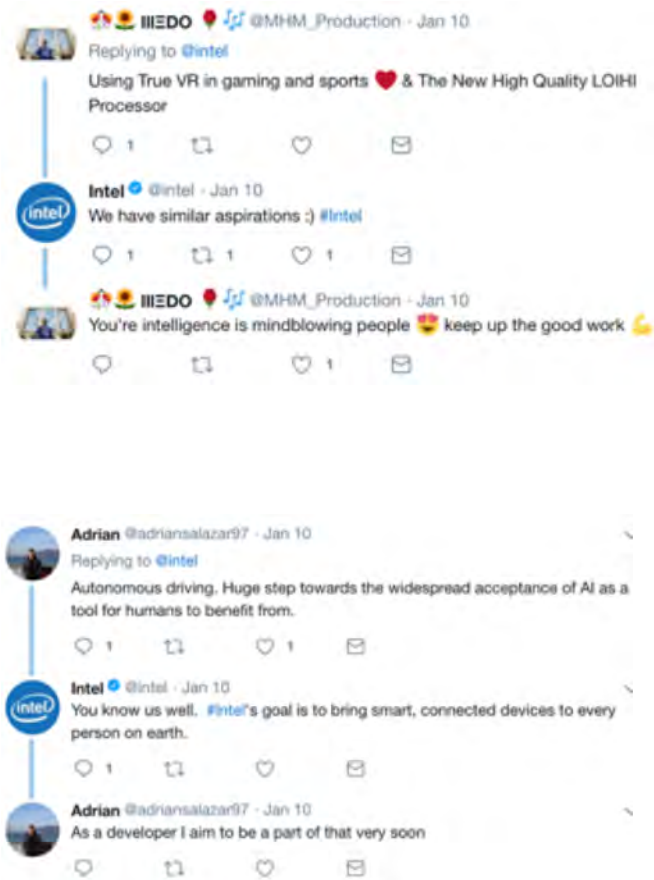 IIIΞDO @MHM_Production · Jan 10
Replying to @intel
Using True VR in gaming and sports ❤ & The New High Quality LOIHI
Processor
1
Intel @intel · Jan 10
intel
We have similar aspirations :) #Intel
1 1 1
IIIΞDO @MHM_Production · Jan 10
You're intelligence is mindblowing people 😍 keep up the good work 💪
1
Adrian @adriansalazar97 · Jan 10
Replying to @intel
Autonomous driving. Huge step towards the widespread acceptance of AI as a
tool for humans to benefit from.
1 1
Intel @intel · Jan 10
intel
You know us well. #Intel's goal is to bring smart, connected devices to every
person on earth.
1
Adrian @adriansalazar97 · Jan 10
As a developer I aim to be a part of that very soon